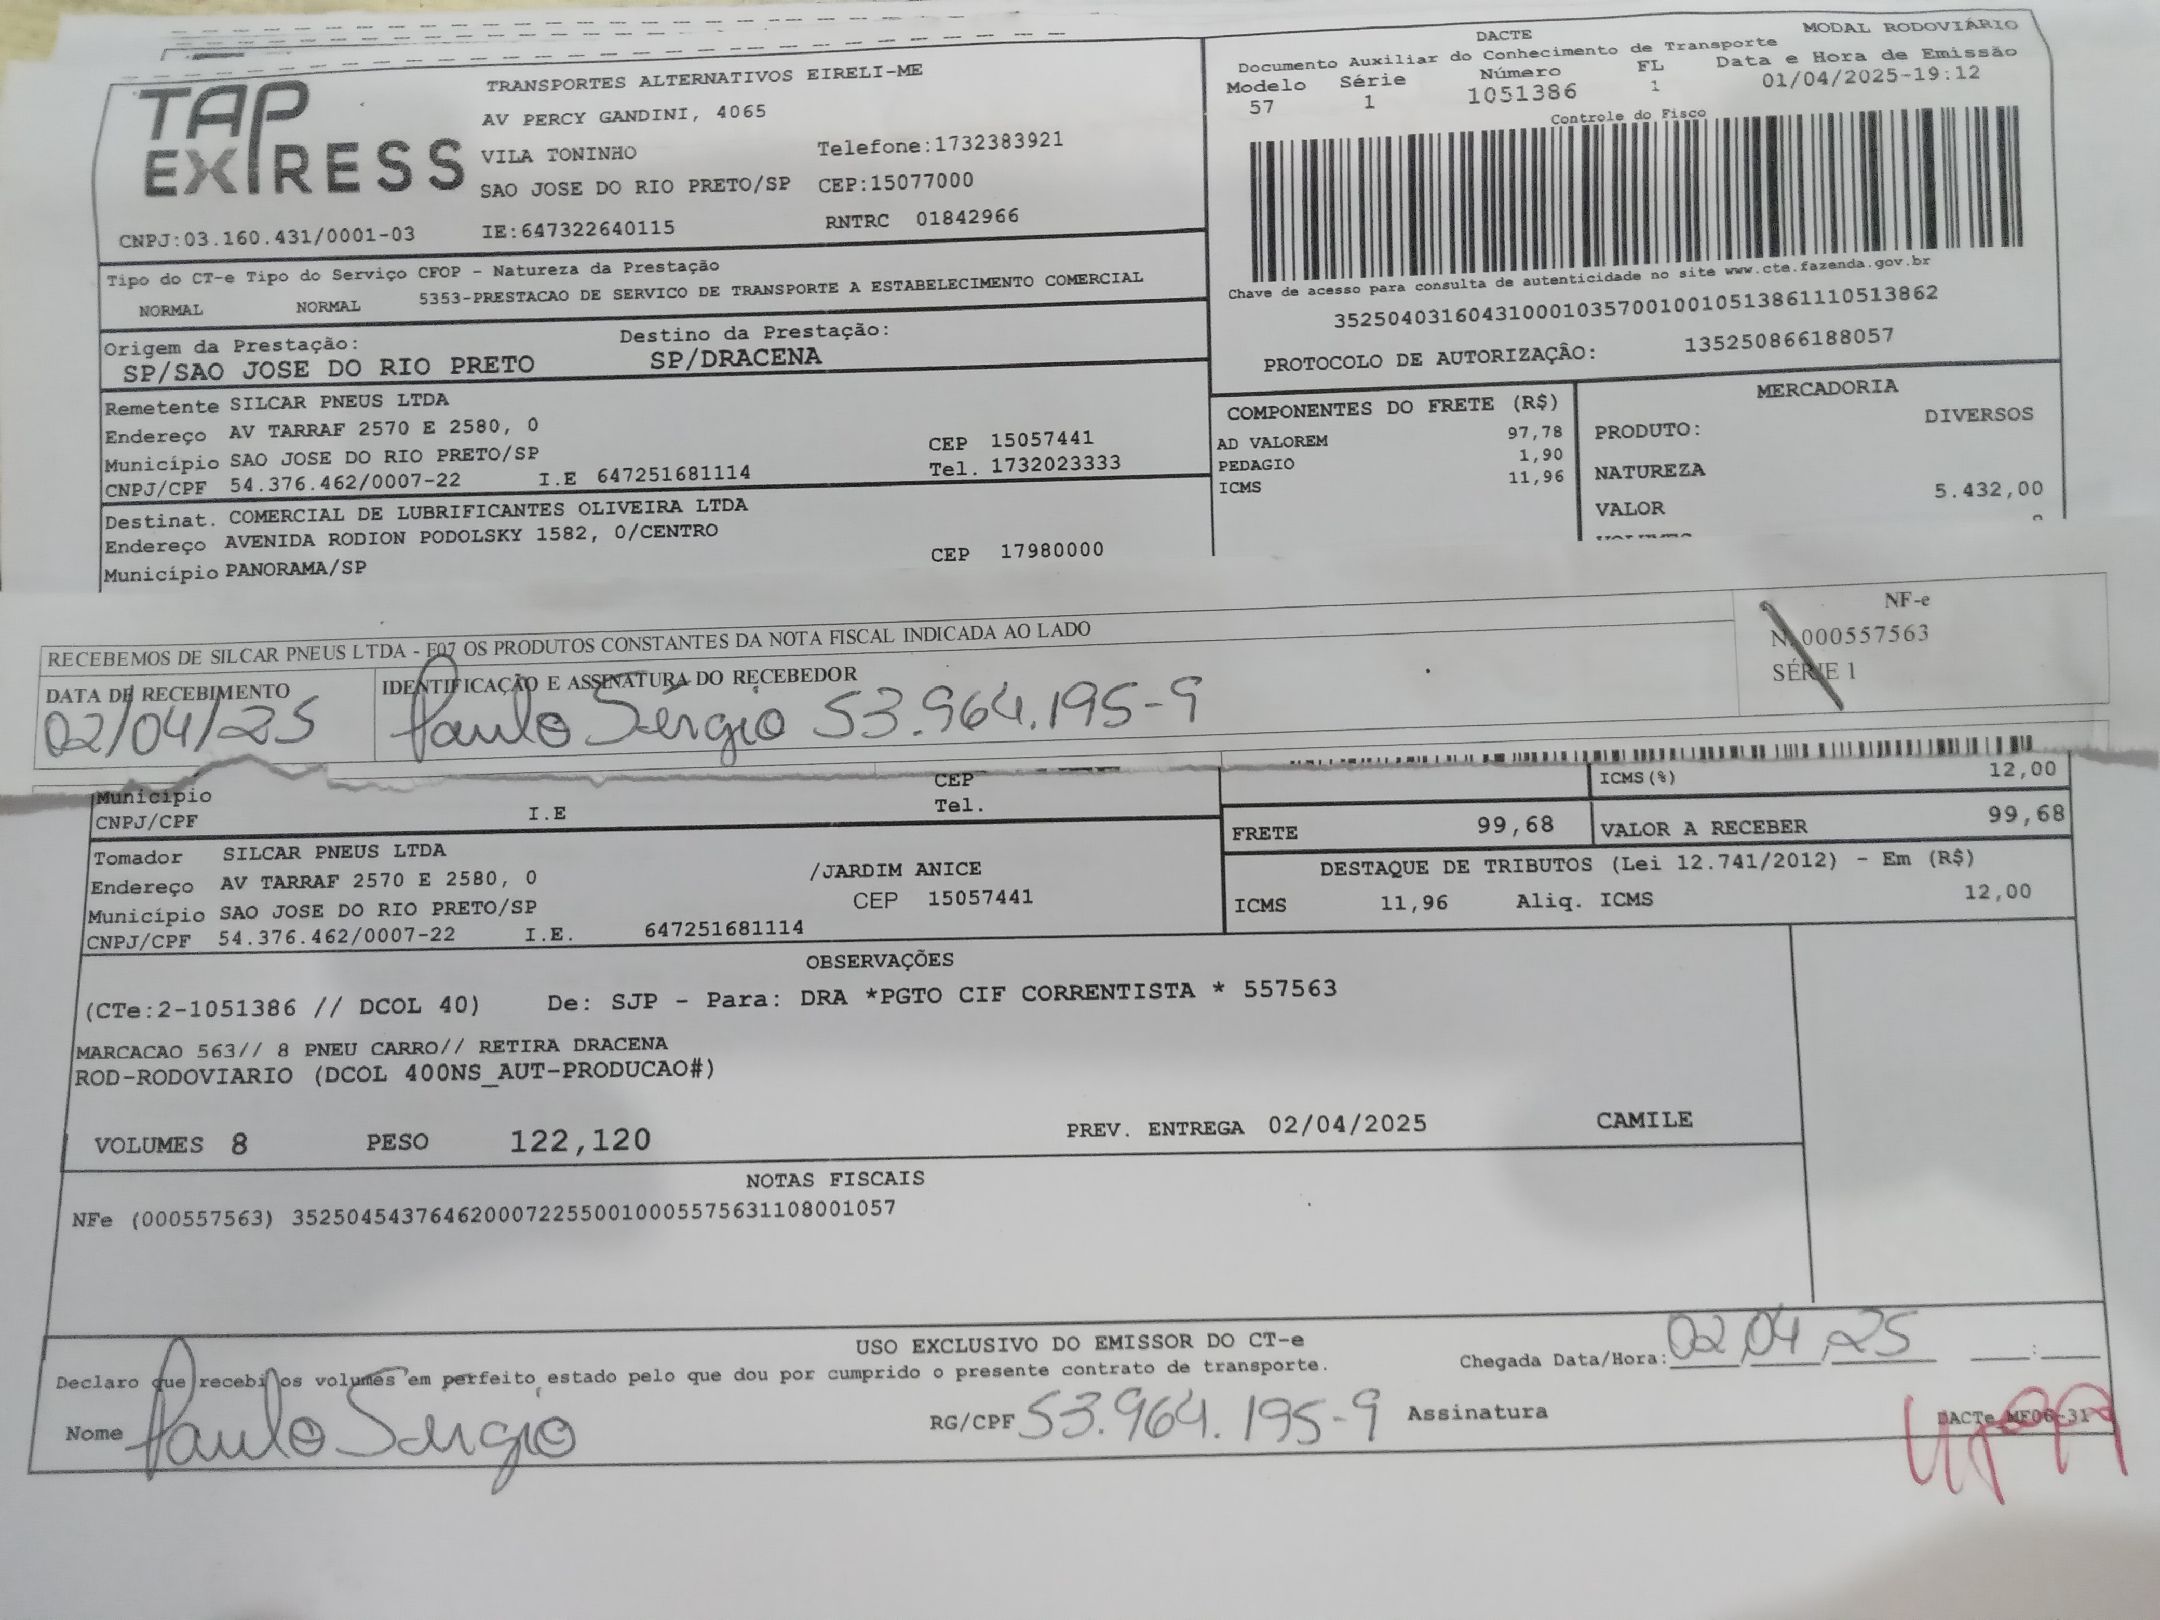 TAP EXPRESS
TRANSPORTES ALTERNATIVOS EIRELI-ME
AV PERCY GANDINI, 4065
VILA TONINHO Telefone:1732383921
SAO JOSE DO RIO PRETO/SP CEP:15077000
CNPJ:03.160.431/0001-03 IE:647322640115 RNTRC 01842966
DACTE MODAL RODOVIÁRIO
Documento Auxiliar do Conhecimento de Transporte
Modelo Série Número FL Data e Hora de Emissão
57 1 1051386 1 01/04/2025-19:12
Controle do Fisco
Chave de acesso para consulta de autenticidade no site www.cte.fazenda.gov.br
35250403160431000103570010010513861110513862
PROTOCOLO DE AUTORIZAÇÃO: 135250866188057
Tipo do CT-e Tipo do Serviço CFOP - Natureza da Prestação
NORMAL NORMAL 5353-PRESTACAO DE SERVICO DE TRANSPORTE A ESTABELECIMENTO COMERCIAL
Origem da Prestação: Destino da Prestação:
SP/SAO JOSE DO RIO PRETO SP/DRACENA
Remetente SILCAR PNEUS LTDA
Endereço AV TARRAF 2570 E 2580, 0
Município SAO JOSE DO RIO PRETO/SP CEP 15057441
CNPJ/CPF 54.376.462/0007-22 I.E 647251681114 Tel. 1732023333
Destinat. COMERCIAL DE LUBRIFICANTES OLIVEIRA LTDA
Endereço AVENIDA RODION PODOLSKY 1582, 0/CENTRO
Município PANORAMA/SP CEP 17980000
COMPONENTES DO FRETE (R$)
AD VALOREM 97,78
PEDAGIO 1,90
ICMS 11,96
MERCADORIA
PRODUTO: DIVERSOS
NATUREZA
VALOR 5.432,00
RECEBEMOS DE SILCAR PNEUS LTDA - F07 OS PRODUTOS CONSTANTES DA NOTA FISCAL INDICADA AO LADO
DATA DE RECEBIMENTO IDENTIFICAÇÃO E ASSINATURA DO RECEBEDOR
02/04/25 Paulo Sérgio 53.964.195-9
NF-e
N. 000557563
SÉRIE 1
Município CEP
CNPJ/CPF I.E Tel.
ICMS(%) 12,00
FRETE 99,68 VALOR A RECEBER 99,68
Tomador SILCAR PNEUS LTDA
Endereço AV TARRAF 2570 E 2580, 0 /JARDIM ANICE
Município SAO JOSE DO RIO PRETO/SP CEP 15057441
CNPJ/CPF 54.376.462/0007-22 I.E. 647251681114
DESTAQUE DE TRIBUTOS (Lei 12.741/2012) - Em (R$)
ICMS 11,96 Aliq. ICMS 12,00
OBSERVAÇÕES
(CTe:2-1051386 // DCOL 40) De: SJP - Para: DRA *PGTO CIF CORRENTISTA * 557563
MARCACAO 563// 8 PNEU CARRO// RETIRA DRACENA
ROD-RODOVIARIO (DCOL 400NS_AUT-PRODUCAO#)
VOLUMES 8 PESO 122,120 PREV. ENTREGA 02/04/2025 CAMILE
NOTAS FISCAIS
NFe (000557563) 35250454376462000722550010005575631108001057
USO EXCLUSIVO DO EMISSOR DO CT-e
Declaro que recebi os volumes em perfeito estado pelo que dou por cumprido o presente contrato de transporte. Chegada Data/Hora: 02 04 25 :
Nome Paulo Sérgio RG/CPF 53.964.195-9 Assinatura DACTe MF06-31